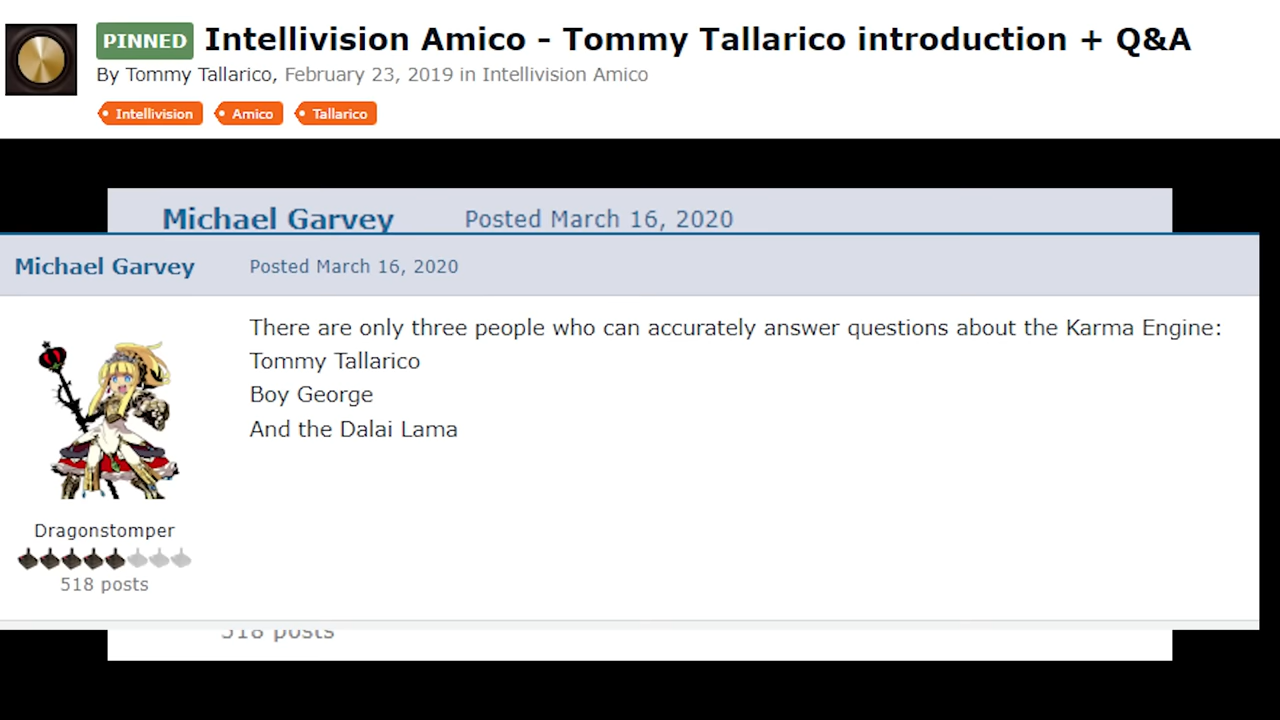 PINNED Intellivision Amico - Tommy Tallarico introduction + Q&A
By Tommy Tallarico, February 23, 2019 in Intellivision Amico
Intellivision Amico Tallarico
Michael Garvey Posted March 16, 2020
Michael Garvey Posted March 16, 2020
There are only three people who can accurately answer questions about the Karma Engine:
Tommy Tallarico
Boy George
And the Dalai Lama
Dragonstomper
518 posts
518 posts